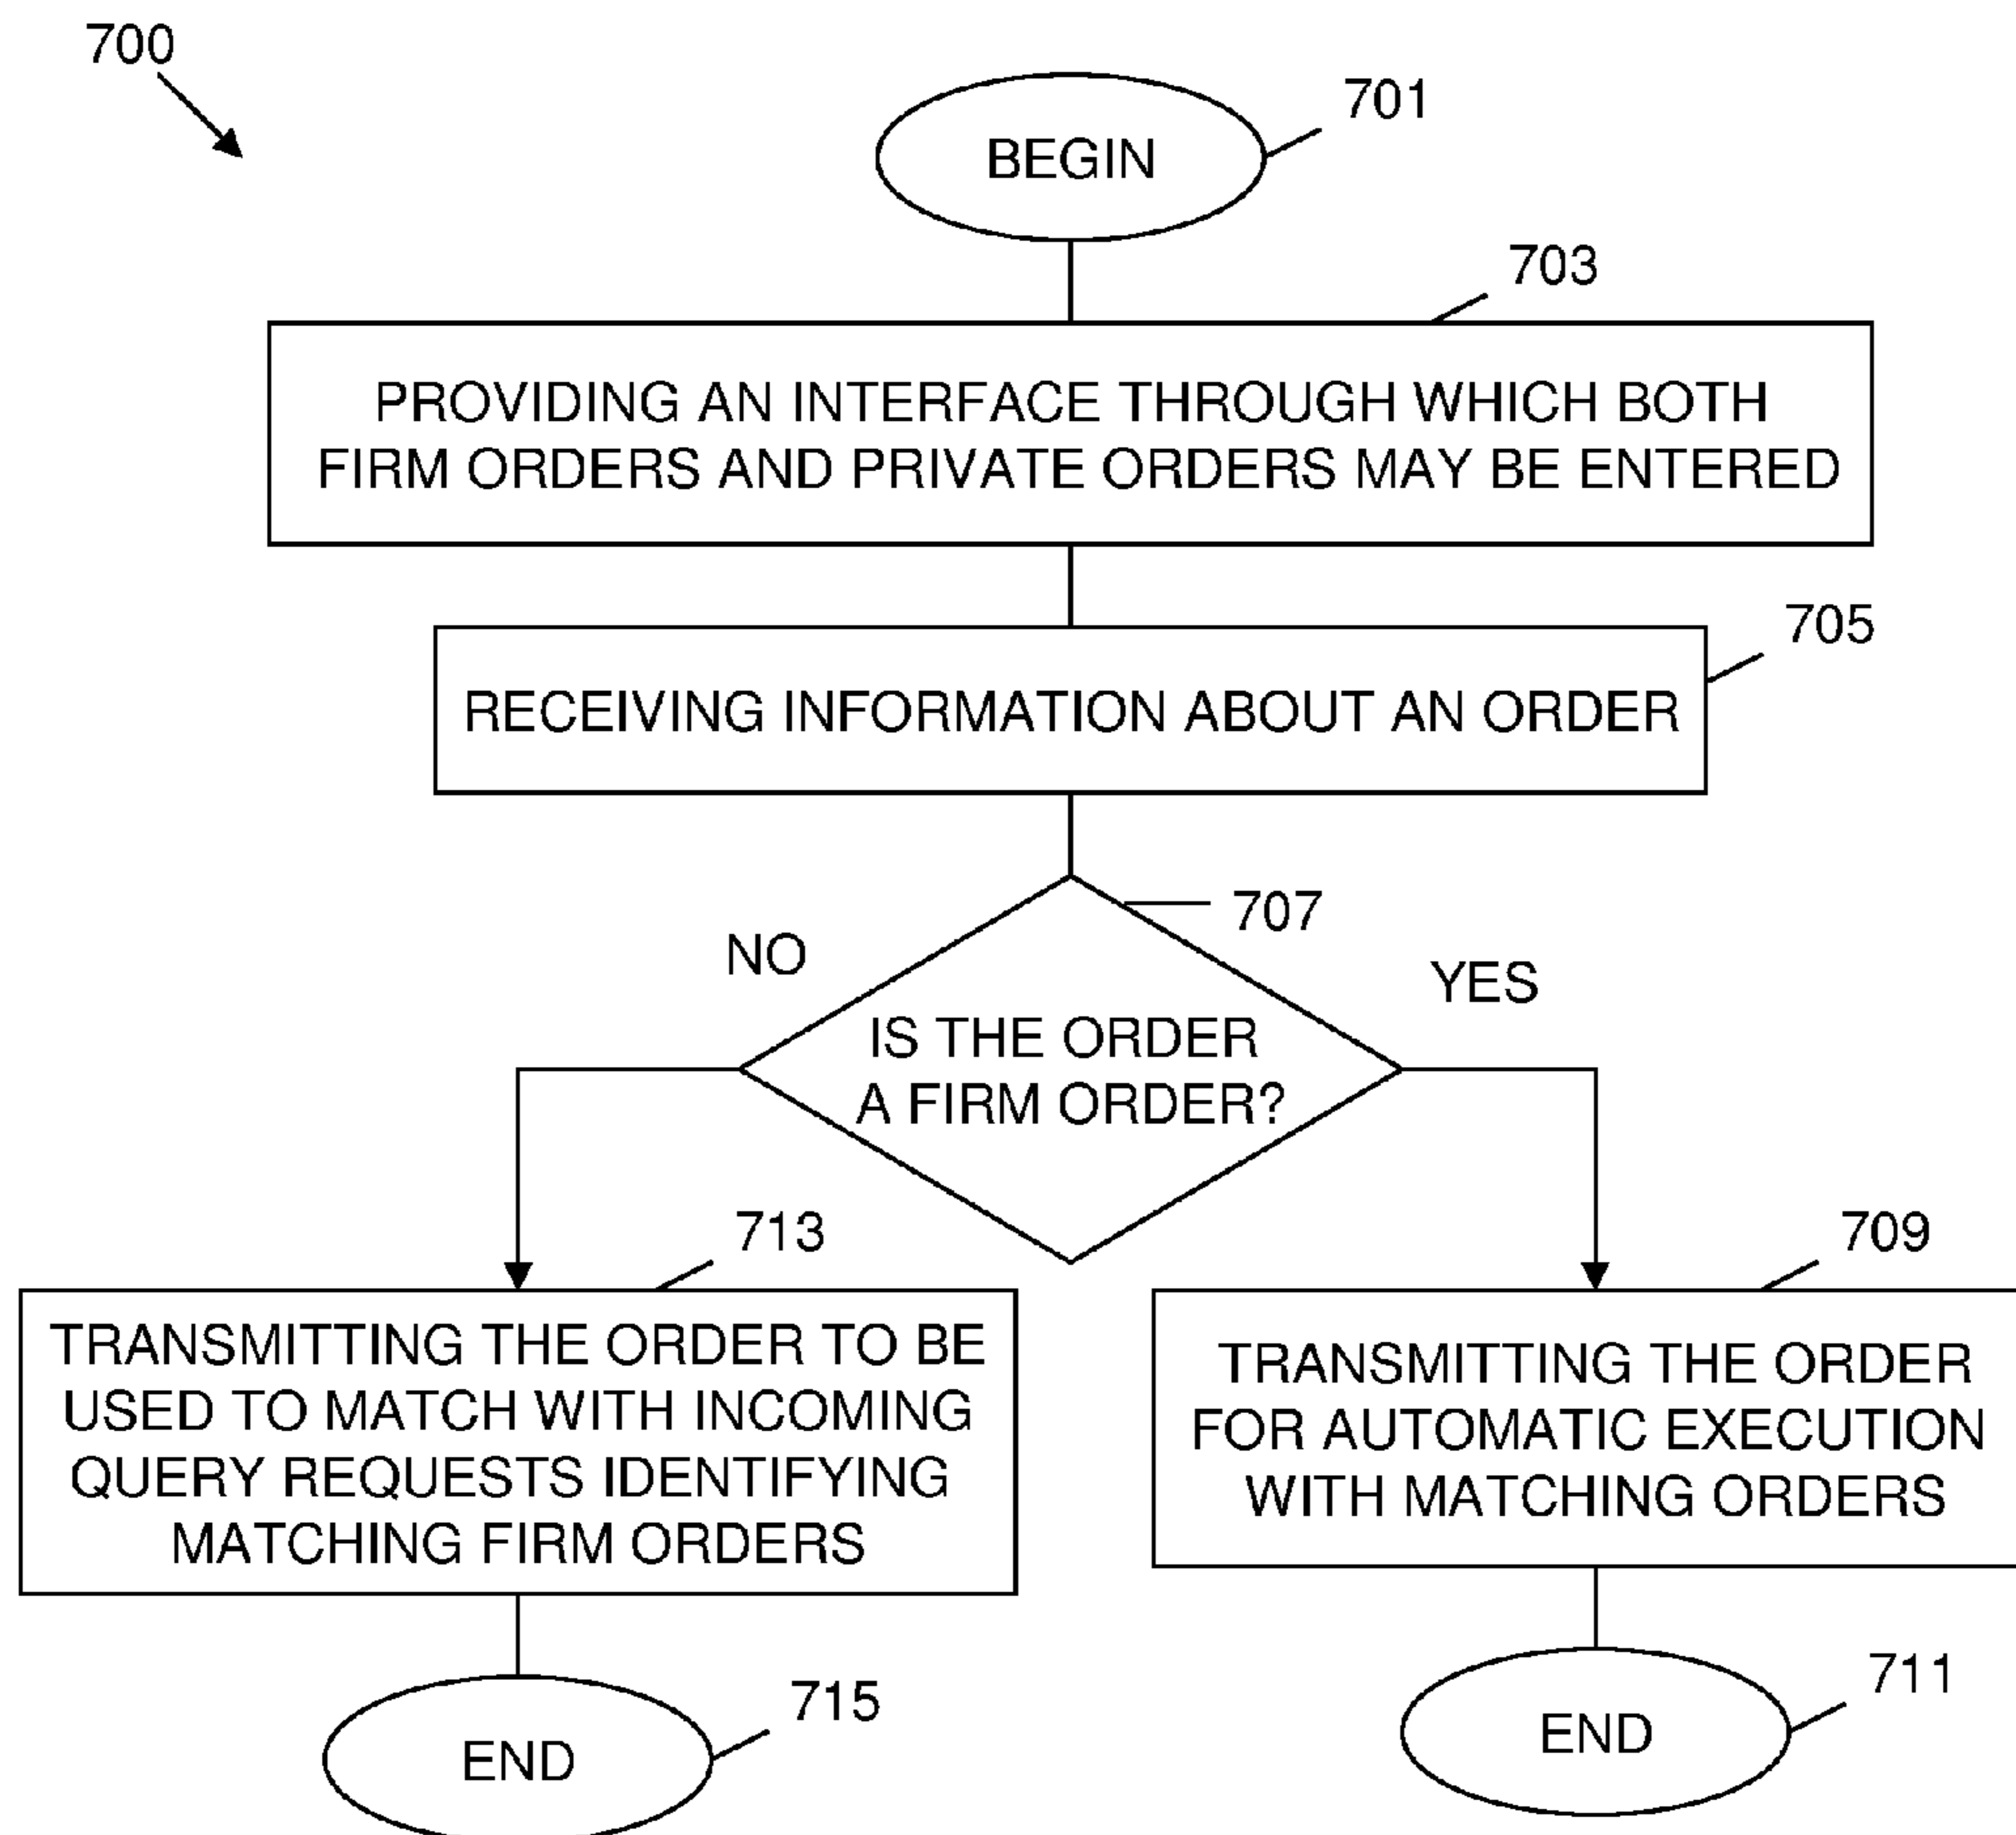 700
701
BEGIN
703
PROVIDING AN INTERFACE THROUGH WHICH BOTH
FIRM ORDERS AND PRIVATE ORDERS MAY BE ENTERED
705
RECEIVING INFORMATION ABOUT AN ORDER
707
NO
YES
IS THE ORDER
A FIRM ORDER?
713
TRANSMITTING THE ORDER TO BE
USED TO MATCH WITH INCOMING
QUERY REQUESTS IDENTIFYING
MATCHING FIRM ORDERS
709
TRANSMITTING THE ORDER
FOR AUTOMATIC EXECUTION
WITH MATCHING ORDERS
715
END
711
END